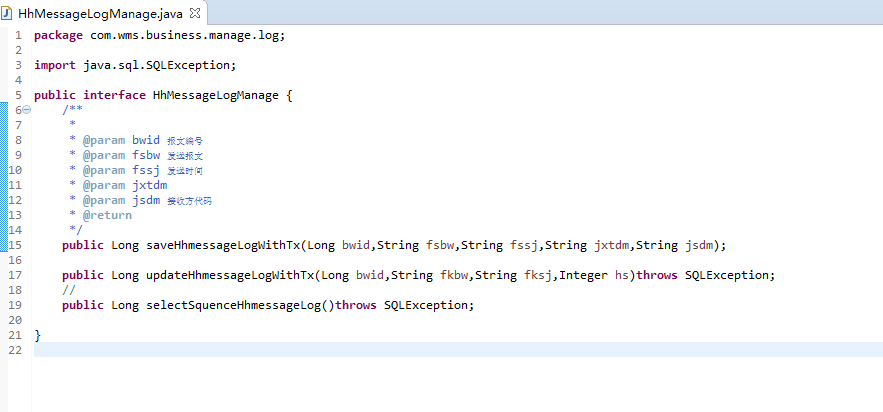 HhMessageLogManage.java
1 package com.wms.business.manage.log;
2
3 import java.sql.SQLException;
4
5 public interface HhMessageLogManage {
6 /**
7 *
8 * @param bwid 报文编号
9 * @param fsbw 发送报文
10 * @param fssj 发送时间
11 * @param jxtdm
12 * @param jsdm 接收方代码
13 * @return
14 */
15 public Long saveHhmessageLogWithTx(Long bwid,String fsbw,String fssj,String jxtdm,String jsdm);
16
17 public Long updateHhmessageLogWithTx(Long bwid,String fkbw,String fksj,Integer hs)throws SQLException;
18 //
19 public Long selectSquenceHhmessageLog()throws SQLException;
20
21 }
22